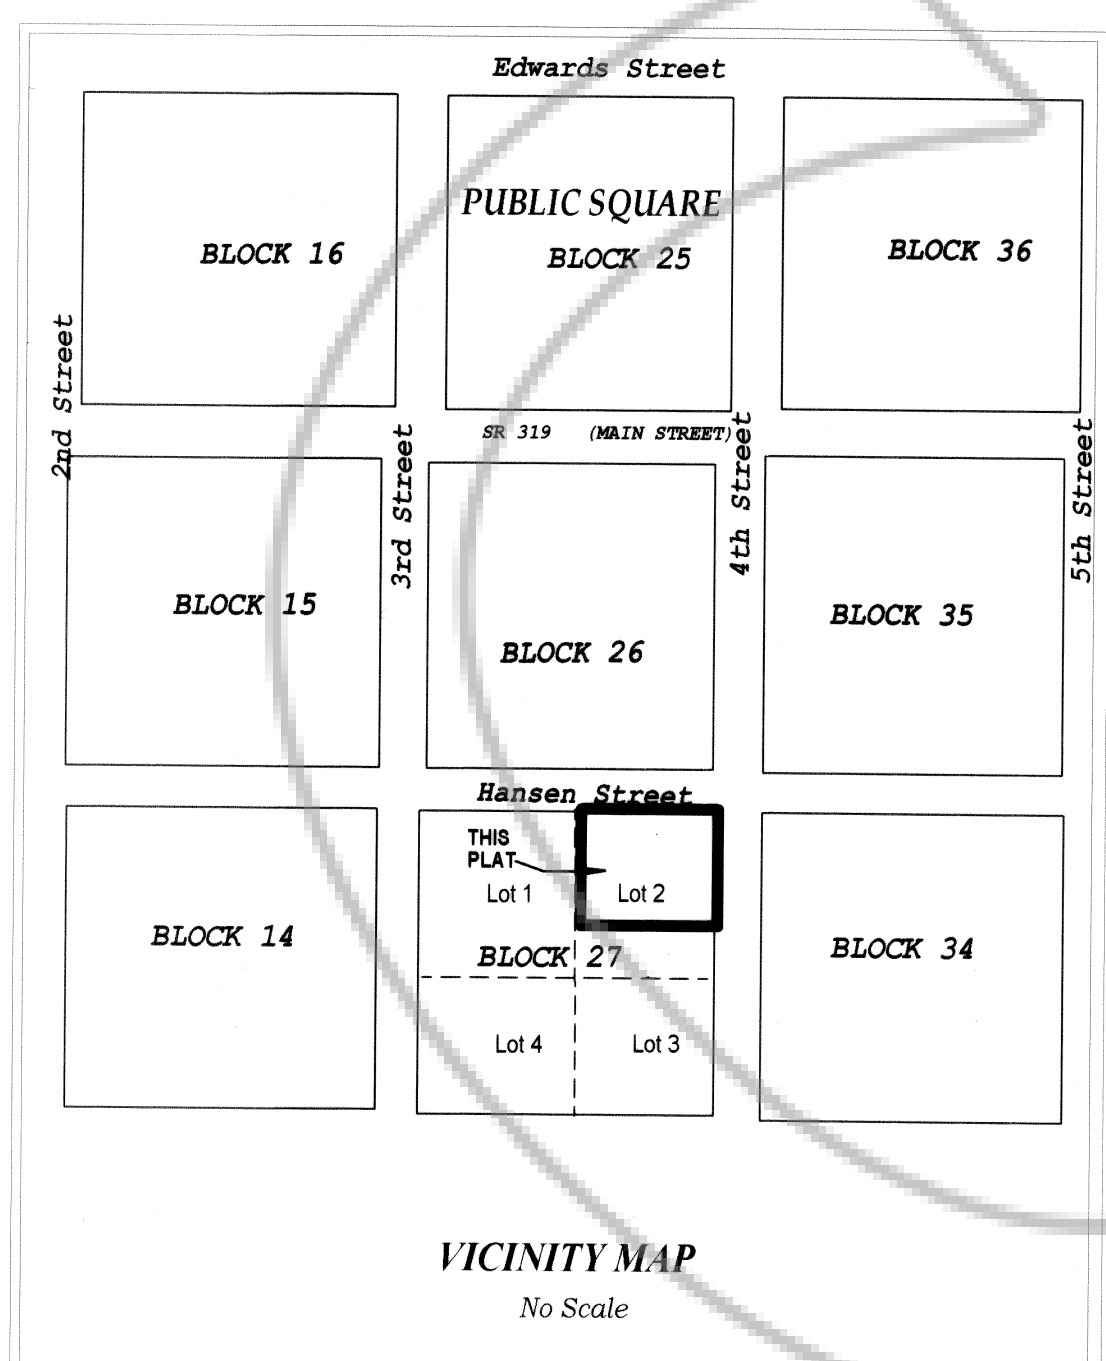 Edwards Street
PUBLIC SQUARE
BLOCK 16
BLOCK 25
BLOCK 36
2nd Street
SR 319 (MAIN STREET)
3rd Street
4th Street
5th Street
BLOCK 15
BLOCK 26
BLOCK 35
Hansen Street
THIS
PLAT
Lot 1
Lot 2
BLOCK 14
BLOCK 27
BLOCK 34
Lot 4
Lot 3
VICINITY MAP
No Scale